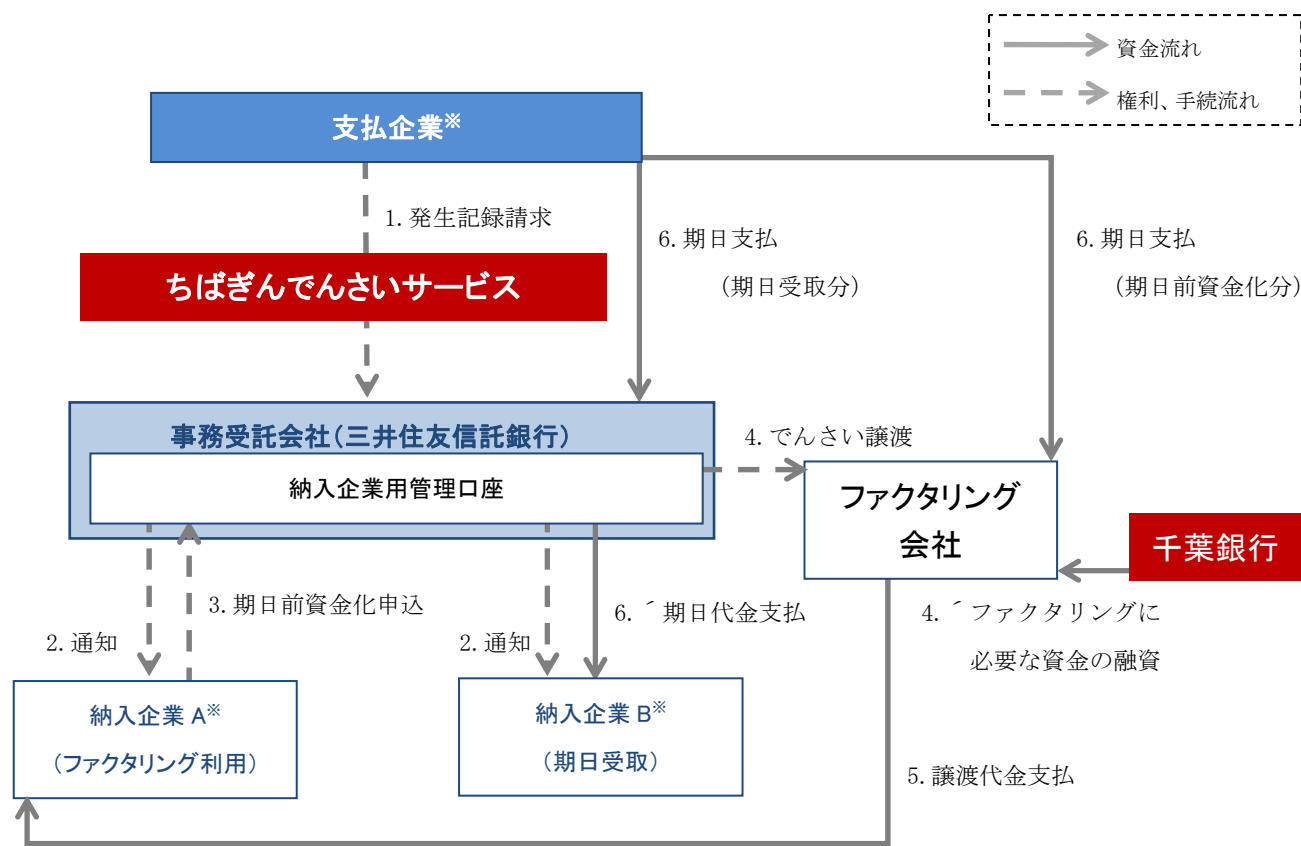 資金流れ
権利、手続流れ
支払企業※
1.発生記録請求
6.期日支払
(期日受取分)
6.期日支払
(期日前資金化分)
ちばぎんでんさいサービス
事務受託会社(三井住友信託銀行)
納入企業用管理口座
4.でんさい譲渡
ファクタリング
会社
千葉銀行
3.期日前資金化申込
2.通知
2.通知
6.´期日代金支払
4.´ファクタリングに
必要な資金の融資
納入企業 A※
(ファクタリング利用)
納入企業 B※
(期日受取)
5.譲渡代金支払